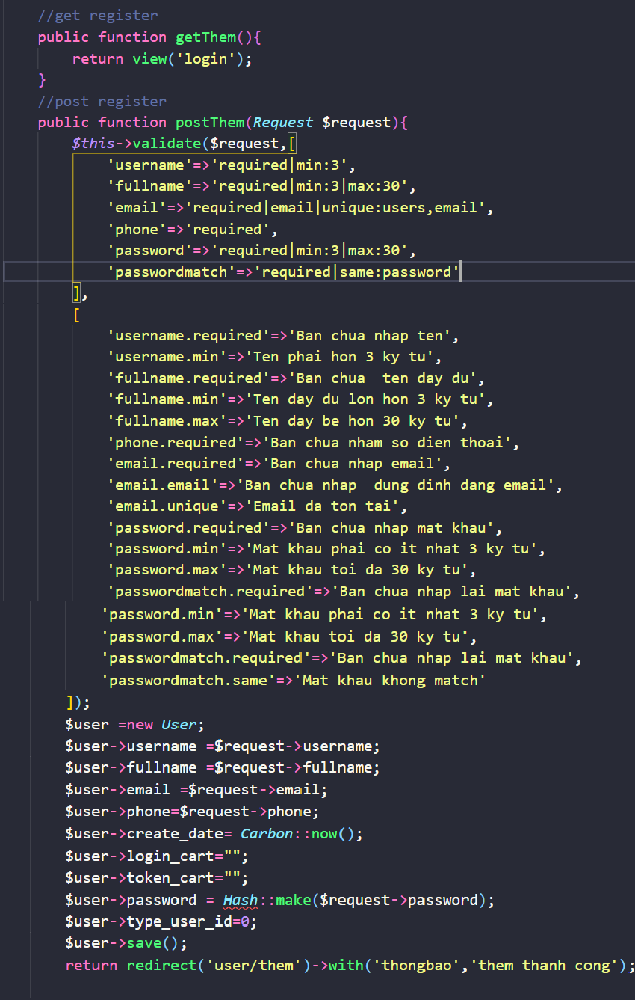 //get register
public function getThem(){
return view('login');
}
//post register
public function postThem(Request $request){
$this->validate($request,[
'username'=>'required|min:3',
'fullname'=>'required|min:3|max:30',
'email'=>'required|email|unique:users,email',
'phone'=>'required',
'password'=>'required|min:3|max:30',
'passwordmatch'=>'required|same:password'
],
[
'username.required'=>'Ban chua nhap ten',
'username.min'=>'Ten phai hon 3 ky tu',
'fullname.required'=>'Ban chua  ten day du',
'fullname.min'=>'Ten day du lon hon 3 ky tu',
'fullname.max'=>'Ten day be hon 30 ky tu',
'phone.required'=>'Ban chua nham so dien thoai',
'email.required'=>'Ban chua nhap email',
'email.email'=>'Ban chua nhap  dung dinh dang email',
'email.unique'=>'Email da ton tai',
'password.required'=>'Ban chua nhap mat khau',
'password.min'=>'Mat khau phai co it nhat 3 ky tu',
'password.max'=>'Mat khau toi da 30 ky tu',
'passwordmatch.required'=>'Ban chua nhap lai mat khau',
'password.min'=>'Mat khau phai co it nhat 3 ky tu',
'password.max'=>'Mat khau toi da 30 ky tu',
'passwordmatch.required'=>'Ban chua nhap lai mat khau',
'passwordmatch.same'=>'Mat khau khong match'
]);
$user =new User;
$user->username =$request->username;
$user->fullname =$request->fullname;
$user->email =$request->email;
$user->phone=$request->phone;
$user->create_date= Carbon::now();
$user->login_cart="";
$user->token_cart="";
$user->password = Hash::make($request->password);
$user->type_user_id=0;
$user->save();
return redirect('user/them')->with('thongbao','them thanh cong');